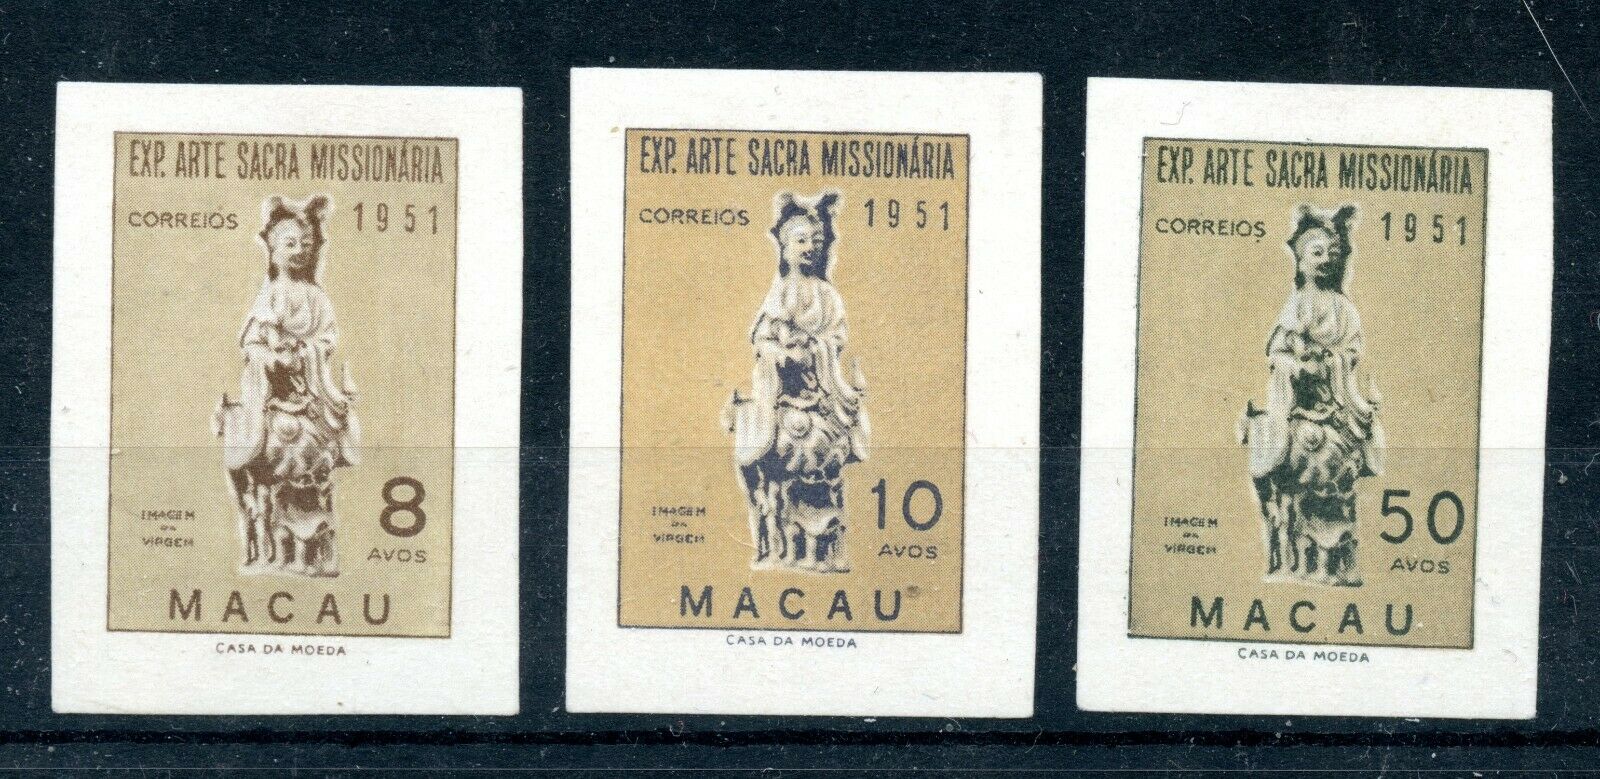 EXP. ARTE SACRA MISSIONÁRIA
CORREIOS
1951
IMAGEM
DA
VIRGEM
8
AVOS
MACAU
CASA DA MOEDA
EXP. ARTE SACRA MISSIONÁRIA
CORREIOS
1951
IMAGEM
DA
VIRGEM
10
AVOS
MACAU
CASA DA MOEDA
EXP. ARTE SACRA MISSIONÁRIA
CORREIOS
1951
IMAGEM
DA
VIRGEM
50
AVOS
MACAU
CASA DA MOEDA